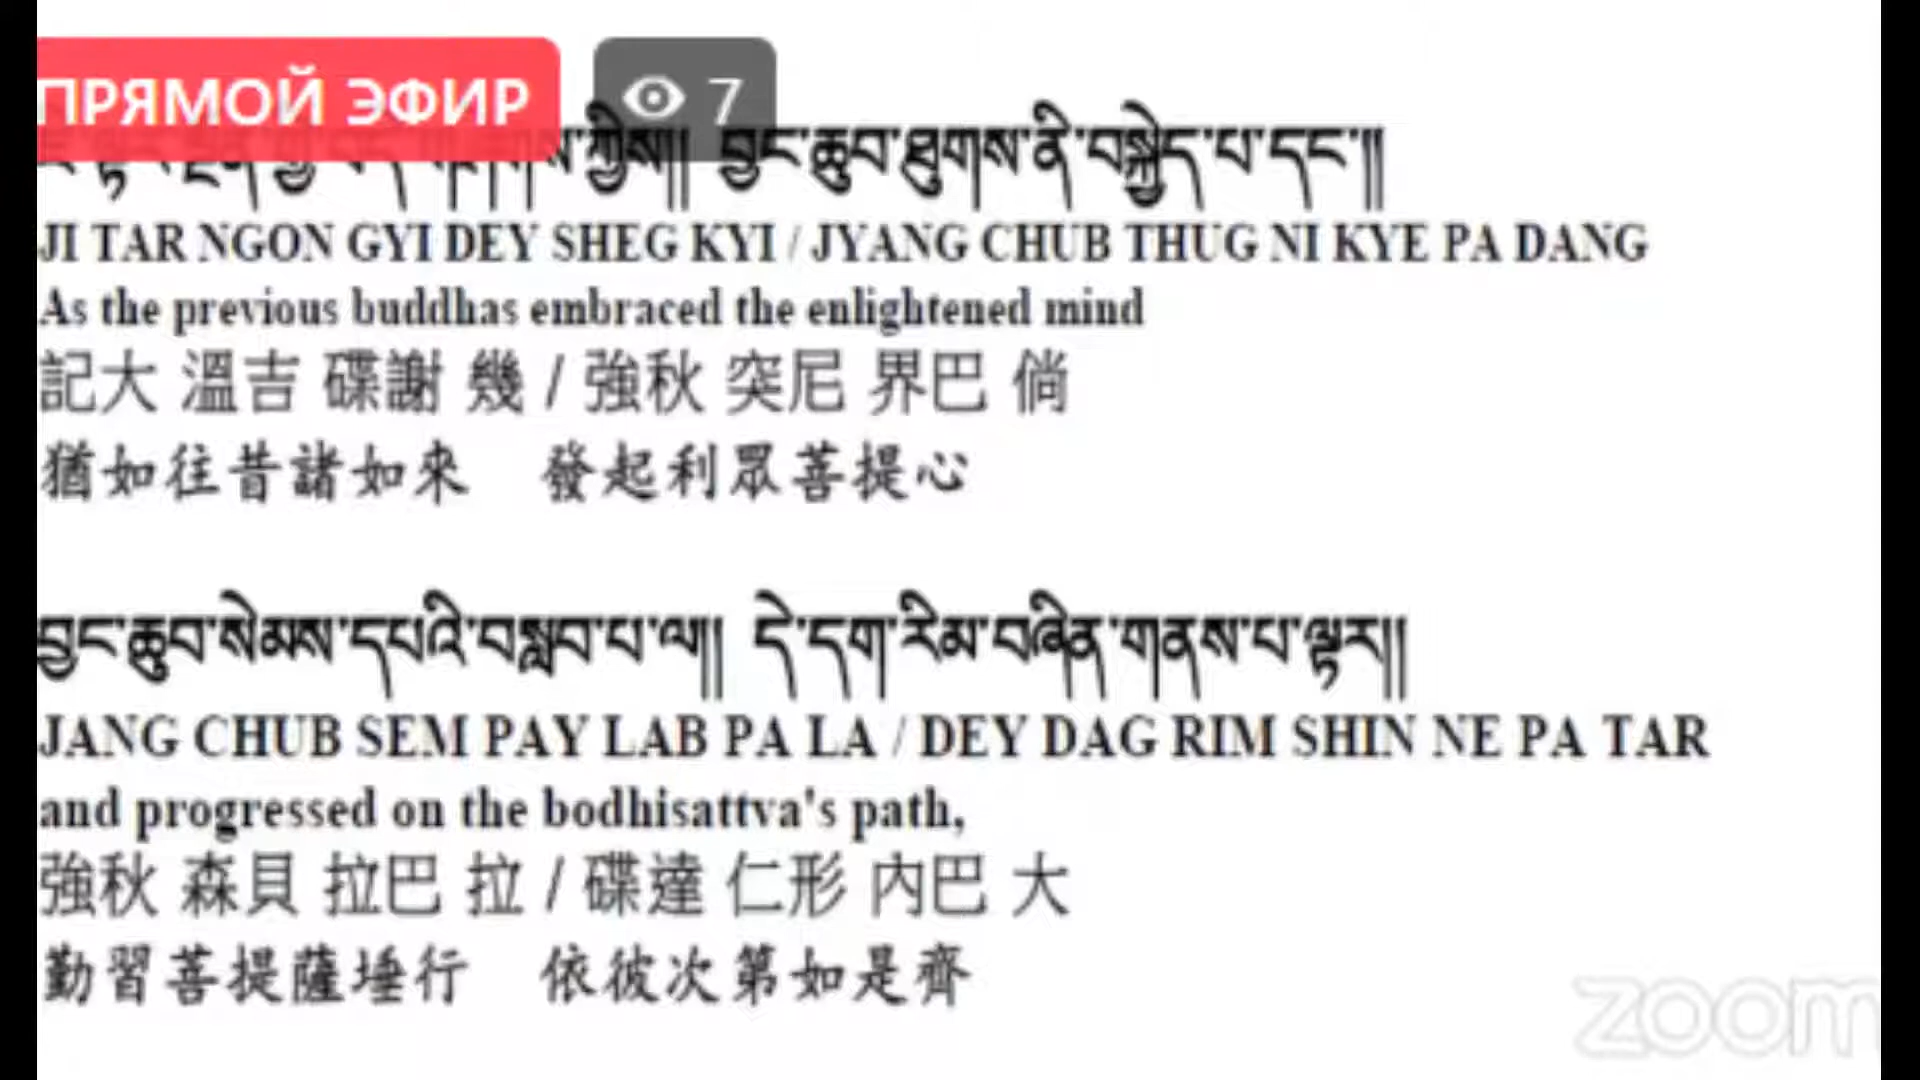 ПРЯМОЙ ЭФИР 7
ཀྱིས།། བྱང་ཆུབ་ཐུགས་ནི་བསྐྱེད་པ་དང་།།
JI TAR NGON GYI DEY SHEG KYI / JYANG CHUB THUG NI KYE PA DANG
As the previous buddhas embraced the enlightened mind
記大 溫吉 碟謝 幾 / 強秋 突尼 界巴 倘
猶如往昔諸如來 發起利眾菩提心
བྱང་ཆུབ་སེམས་དཔའི་བསླབ་པ་ལ།། དེ་དག་རིམ་བཞིན་གནས་པ་ལྟར།།
JANG CHUB SEM PAY LAB PA LA / DEY DAG RIM SHIN NE PA TAR
and progressed on the bodhisattva's path,
強秋 森貝 拉巴 拉 / 碟達 仁形 內巴 大
勤習菩提薩埵行 依彼次第如是齊
zoom